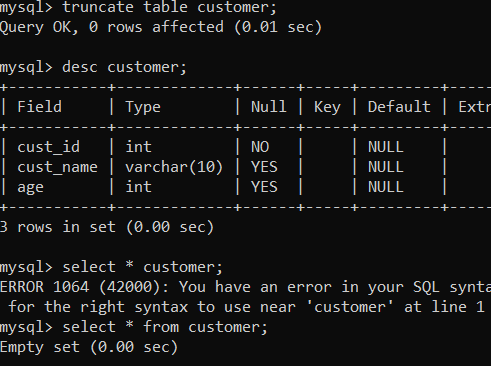 mysql> truncate table customer;
Query OK, 0 rows affected (0.01 sec)
mysql> desc customer;
+-----------+-------------+------+-----+---------+------
| Field     | Type        | Null | Key | Default | Extr
+-----------+-------------+------+-----+---------+------
| cust_id   | int         | NO   |     | NULL    |
| cust_name | varchar(10) | YES  |     | NULL    |
| age       | int         | YES  |     | NULL    |
+-----------+-------------+------+-----+---------+------
3 rows in set (0.00 sec)
mysql> select * customer;
ERROR 1064 (42000): You have an error in your SQL synta
for the right syntax to use near 'customer' at line 1
mysql> select * from customer;
Empty set (0.00 sec)